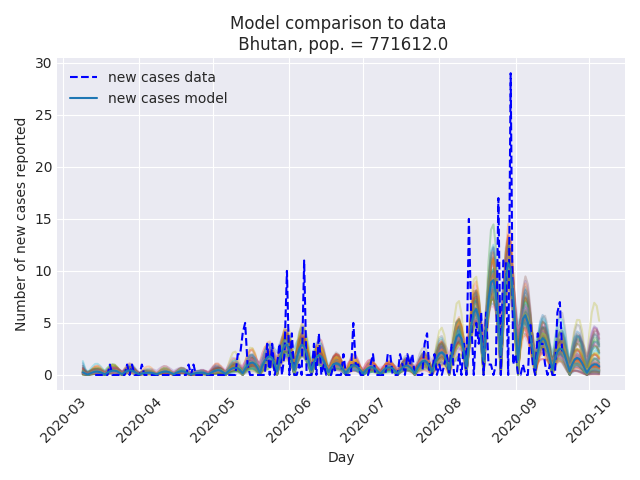 Model comparison to data
Bhutan, pop. = 771612.0
new cases data
new cases model
Number of new cases reported
30
25
20
15
10
5
0
2020-03
2020-04
2020-05
2020-06
2020-07
2020-08
2020-09
2020-10
Day